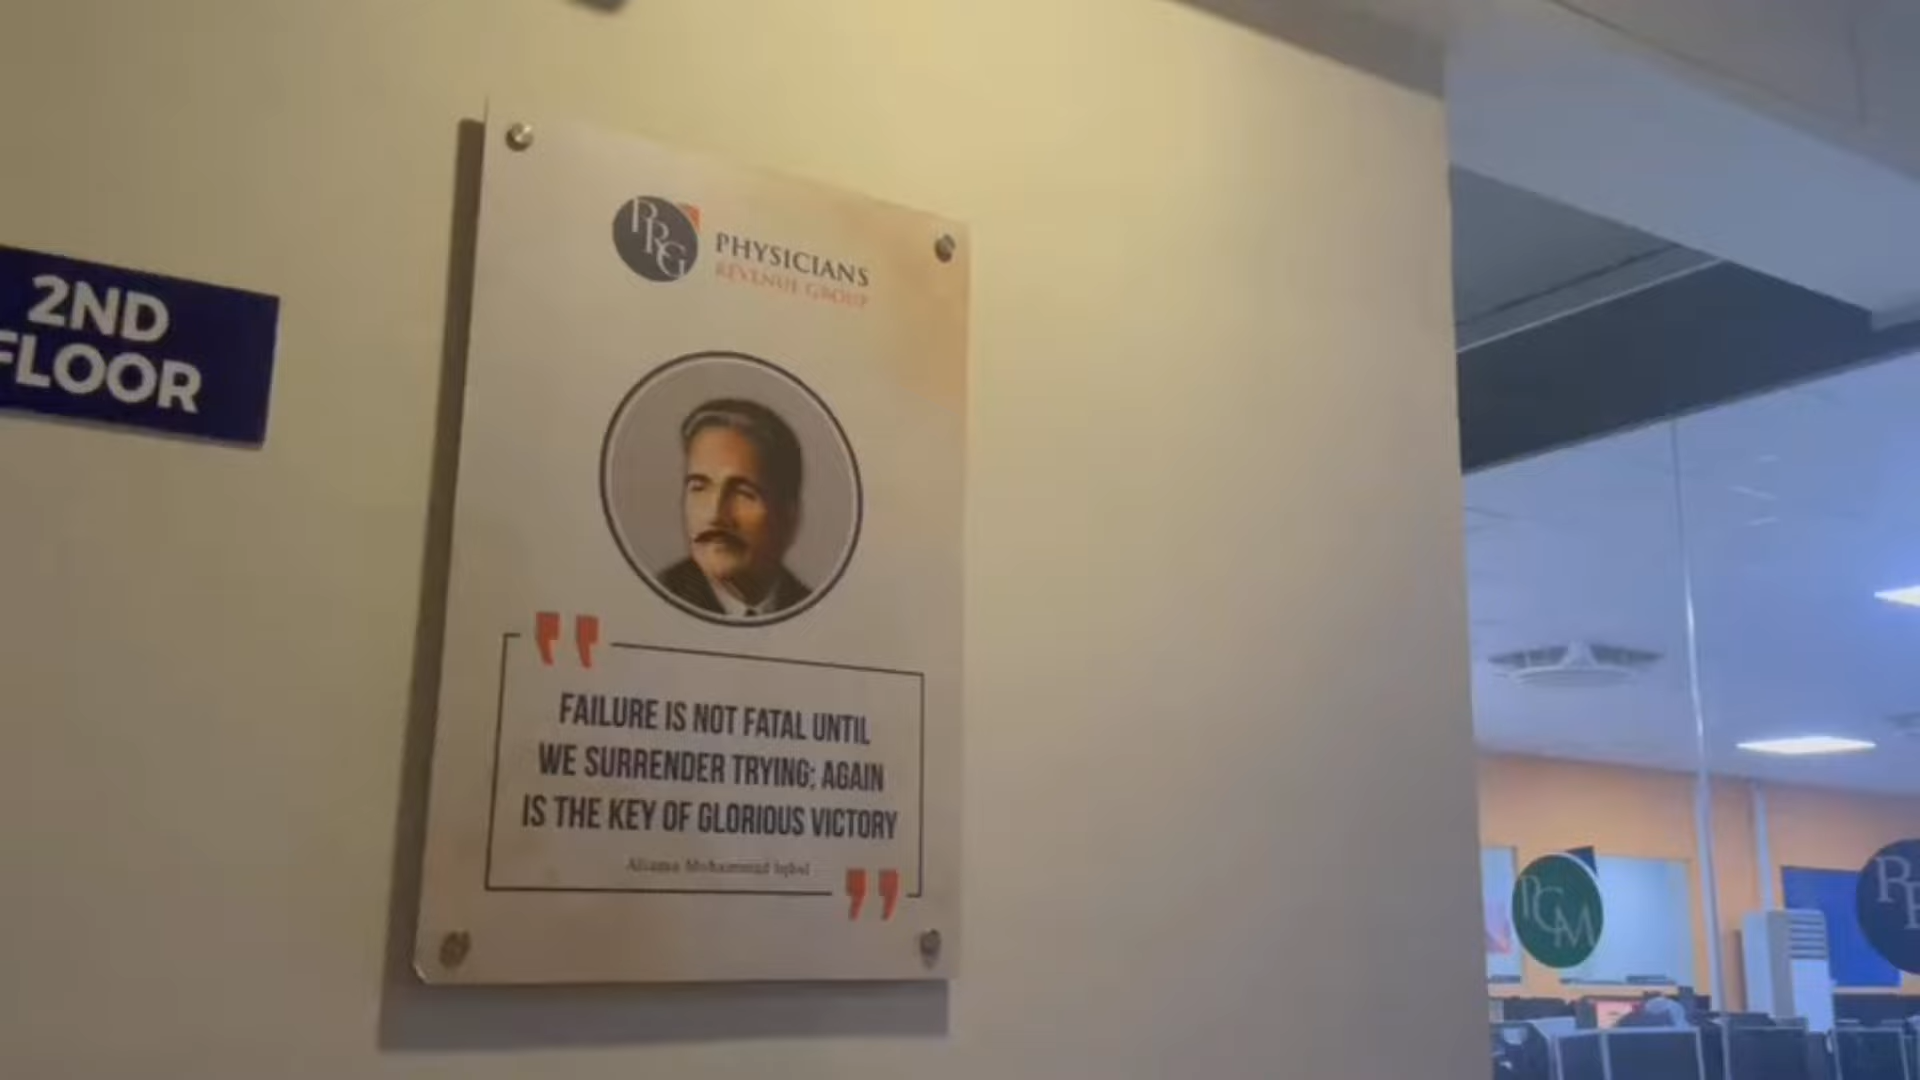 2ND
FLOOR
PRG
PHYSICIANS
REVENUE GROUP
FAILURE IS NOT FATAL UNTIL
WE SURRENDER TRYING; AGAIN
IS THE KEY OF GLORIOUS VICTORY
Allama Muhammad Iqbal
PCM